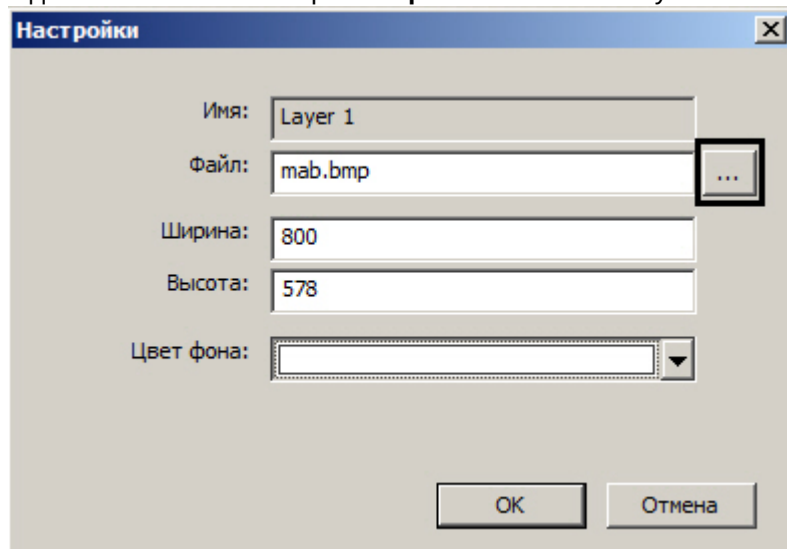 Настройки
Имя: Layer 1
Файл: mab.bmp ...
Ширина: 800
Высота: 578
Цвет фона:
OK Отмена